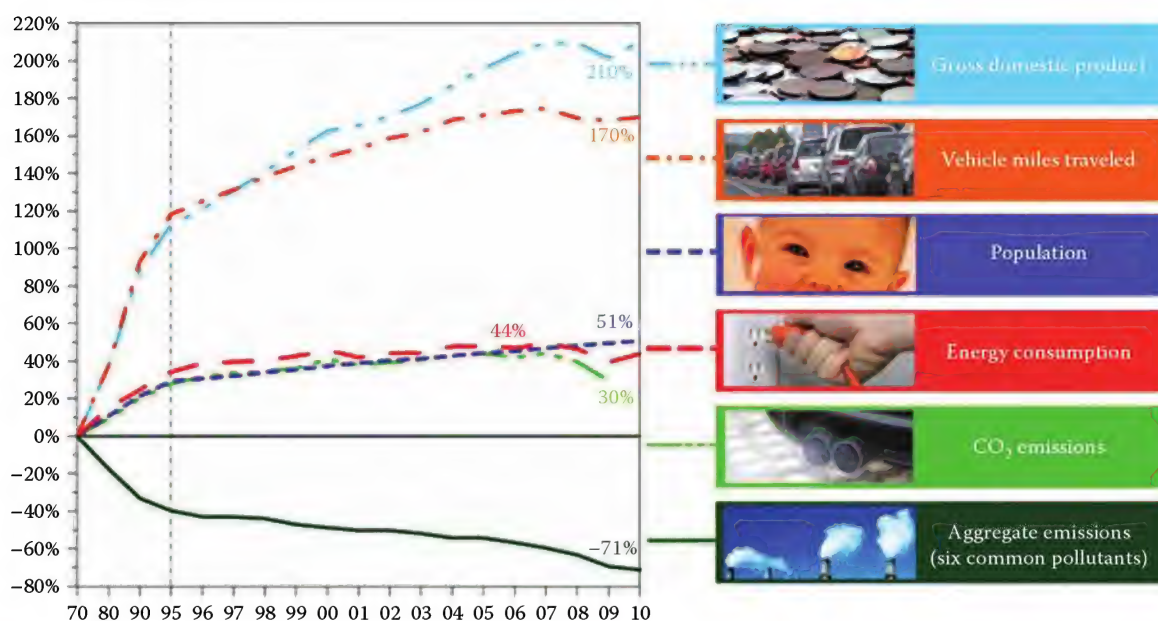 220%
200%
180%
160%
140%
120%
100%
80%
60%
40%
20%
0%
−20%
−40%
−60%
−80%
70 80 90 95 96 97 98 99 00 01 02 03 04 05 06 07 08 09 10
210%
170%
51%
44%
30%
−71%
Gross domestic product
Vehicle miles traveled
Population
Energy consumption
CO₂ emissions
Aggregate emissions
(six common pollutants)